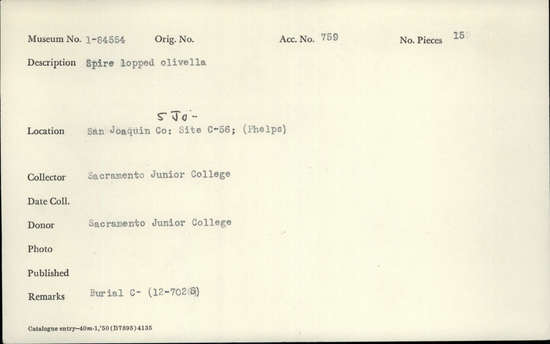 Museum No. 1-84554 Orig. No. Acc. No. 759 No. Pieces 15
Description Spire lopped olivella
5 Jo -
Location San Joaquin Co: Site C-56; (Phelps)
Collector Sacramento Junior College
Date Coll.
Donor Sacramento Junior College
Photo
Published
Remarks Burial C- (12-7028)
Catalogue entry—40m-1,'50 (D7895) 4135